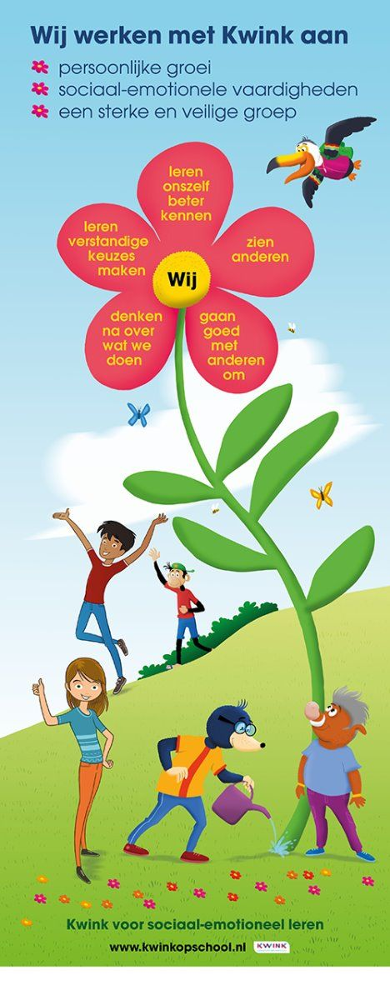 Wij werken met Kwink aan
persoonlijke groei
sociaal-emotionele vaardigheden
een sterke en veilige groep
leren
onszelf
beter
kennen
leren
verstandige
keuzes
maken
zien
anderen
Wij
denken
na over
wat we
doen
gaan
goed
met
anderen
om
Kwink voor sociaal-emotioneel leren
www.kwinkopschool.nl
KWINK